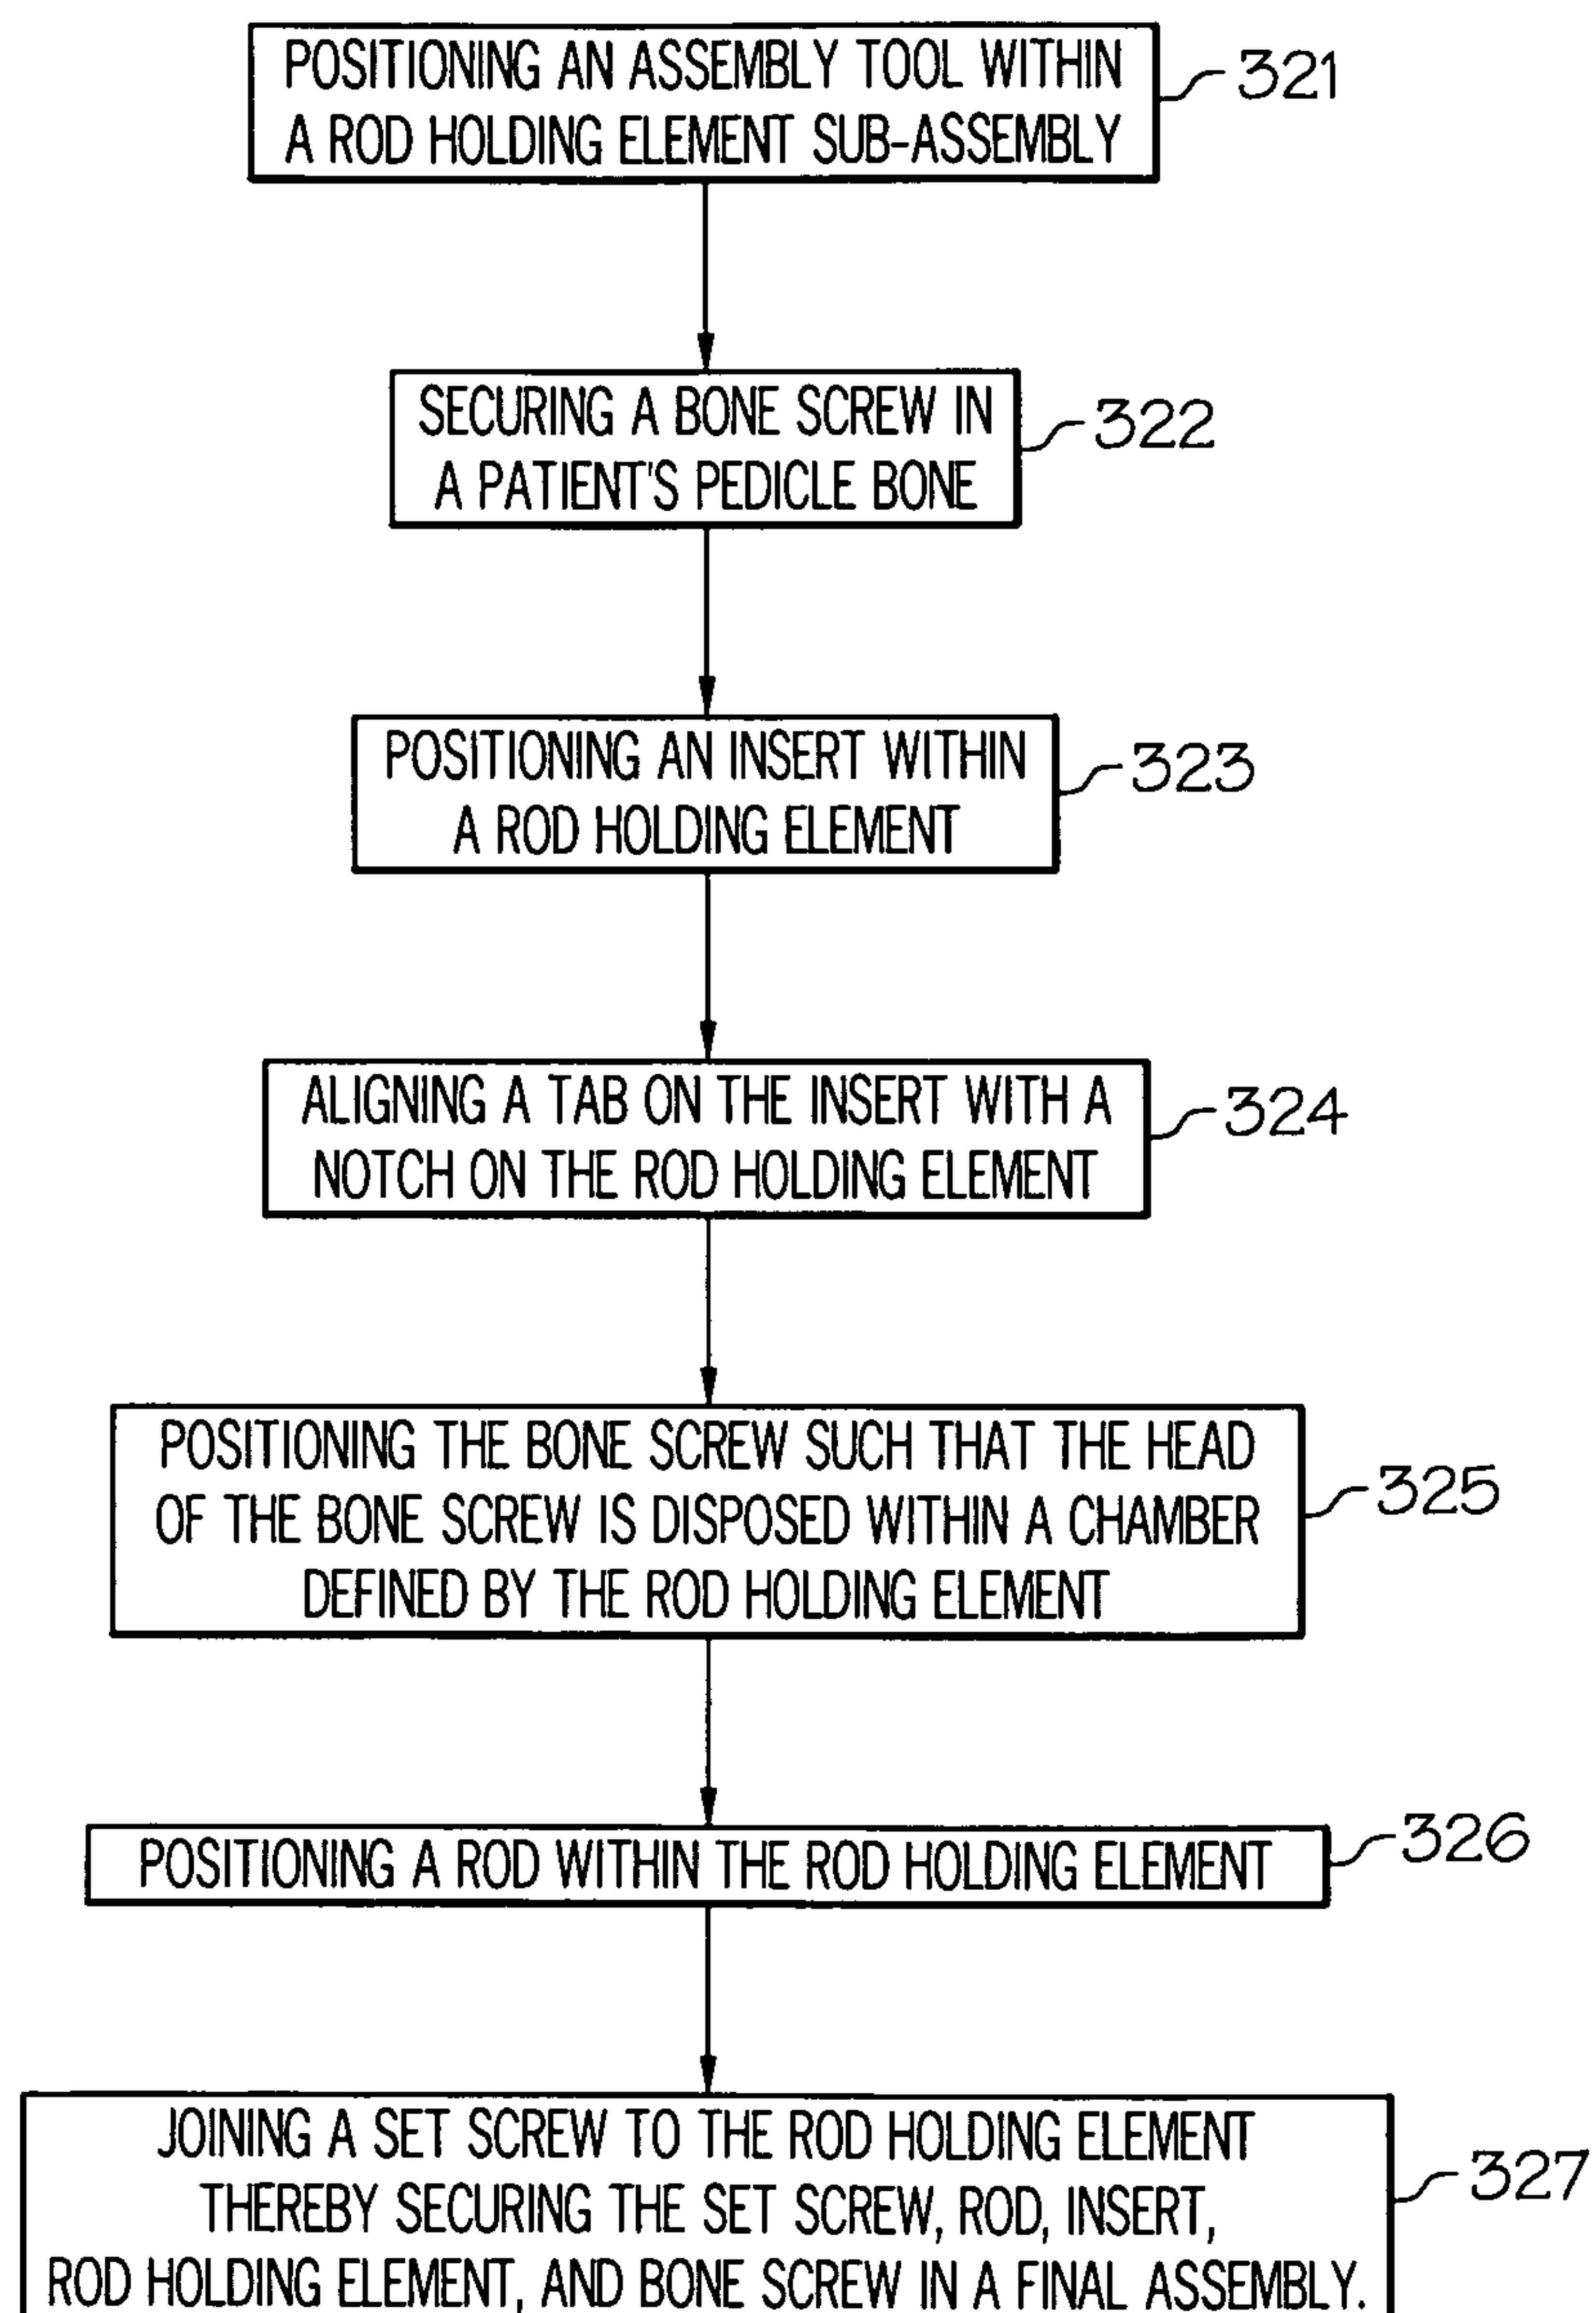 POSITIONING AN ASSEMBLY TOOL WITHIN
A ROD HOLDING ELEMENT SUB-ASSEMBLY
321
SECURING A BONE SCREW IN
A PATIENT'S PEDICLE BONE
322
POSITIONING AN INSERT WITHIN
A ROD HOLDING ELEMENT
323
ALIGNING A TAB ON THE INSERT WITH A
NOTCH ON THE ROD HOLDING ELEMENT
324
POSITIONING THE BONE SCREW SUCH THAT THE HEAD
OF THE BONE SCREW IS DISPOSED WITHIN A CHAMBER
DEFINED BY THE ROD HOLDING ELEMENT
325
POSITIONING A ROD WITHIN THE ROD HOLDING ELEMENT
326
JOINING A SET SCREW TO THE ROD HOLDING ELEMENT
THEREBY SECURING THE SET SCREW, ROD, INSERT,
ROD HOLDING ELEMENT, AND BONE SCREW IN A FINAL ASSEMBLY.
327